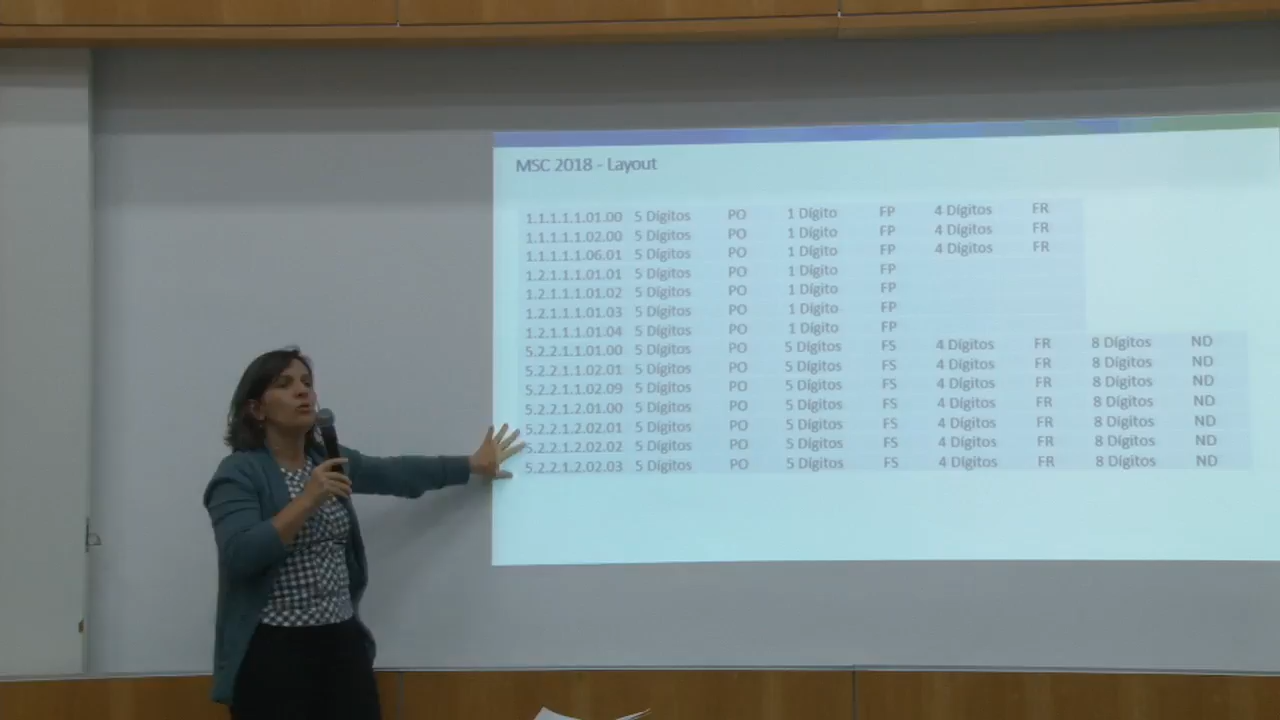 MSC 2018 - Layout
1.1.1.1.1.01.00 5 Dígitos PO 1 Dígito FP 4 Dígitos FR
1.1.1.1.1.02.00 5 Dígitos PO 1 Dígito FP 4 Dígitos FR
1.1.1.1.1.06.01 5 Dígitos PO 1 Dígito FP 4 Dígitos FR
1.2.1.1.1.01.01 5 Dígitos PO 1 Dígito FP
1.2.1.1.1.01.02 5 Dígitos PO 1 Dígito FP
1.2.1.1.1.01.03 5 Dígitos PO 1 Dígito FP
1.2.1.1.1.01.04 5 Dígitos PO 1 Dígito FP
5.2.2.1.1.01.00 5 Dígitos PO 5 Dígitos FS 4 Dígitos FR 8 Dígitos ND
5.2.2.1.1.02.01 5 Dígitos PO 5 Dígitos FS 4 Dígitos FR 8 Dígitos ND
5.2.2.1.1.02.09 5 Dígitos PO 5 Dígitos FS 4 Dígitos FR 8 Dígitos ND
5.2.2.1.2.01.00 5 Dígitos PO 5 Dígitos FS 4 Dígitos FR 8 Dígitos ND
5.2.2.1.2.02.01 5 Dígitos PO 5 Dígitos FS 4 Dígitos FR 8 Dígitos ND
5.2.2.1.2.02.02 5 Dígitos PO 5 Dígitos FS 4 Dígitos FR 8 Dígitos ND
5.2.2.1.2.02.03 5 Dígitos PO 5 Dígitos FS 4 Dígitos FR 8 Dígitos ND